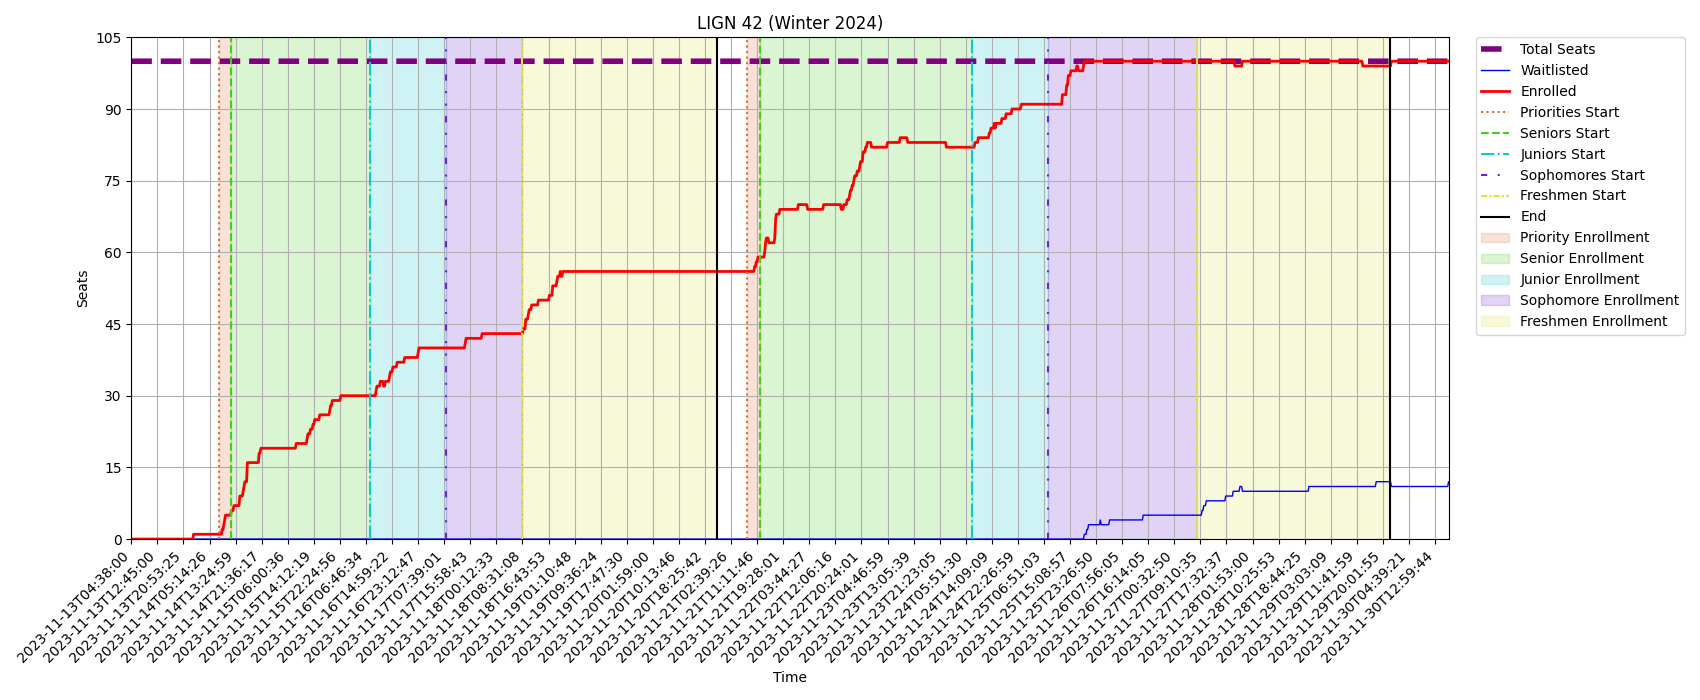 LIGN 42 (Winter 2024)
105
90
75
60
45
30
15
0
Seats
2023-11-13T04:38:00
2023-11-13T12:45:00
2023-11-13T20:53:25
2023-11-14T05:14:26
2023-11-14T13:24:59
2023-11-14T21:36:17
2023-11-15T06:00:36
2023-11-15T14:12:19
2023-11-15T22:24:56
2023-11-16T06:46:34
2023-11-16T14:59:22
2023-11-16T23:12:47
2023-11-17T07:39:01
2023-11-17T15:58:43
2023-11-18T00:12:33
2023-11-18T08:31:08
2023-11-18T16:43:53
2023-11-19T01:10:48
2023-11-19T09:36:24
2023-11-19T17:47:30
2023-11-20T01:59:00
2023-11-20T10:13:46
2023-11-20T18:25:42
2023-11-21T02:39:26
2023-11-21T11:11:46
2023-11-21T19:28:01
2023-11-22T03:44:27
2023-11-22T12:06:16
2023-11-22T20:24:01
2023-11-23T04:46:59
2023-11-23T13:05:39
2023-11-23T21:23:05
2023-11-24T05:51:30
2023-11-24T14:09:09
2023-11-24T22:26:59
2023-11-25T06:51:03
2023-11-25T15:08:57
2023-11-25T23:26:50
2023-11-26T07:56:05
2023-11-26T16:14:05
2023-11-27T00:32:50
2023-11-27T09:10:35
2023-11-27T17:32:37
2023-11-28T01:53:00
2023-11-28T10:25:53
2023-11-28T18:44:25
2023-11-29T03:03:09
2023-11-29T11:41:59
2023-11-29T20:01:55
2023-11-30T04:39:21
2023-11-30T12:59:44
Time
Total Seats
Waitlisted
Enrolled
Priorities Start
Seniors Start
Juniors Start
Sophomores Start
Freshmen Start
End
Priority Enrollment
Senior Enrollment
Junior Enrollment
Sophomore Enrollment
Freshmen Enrollment